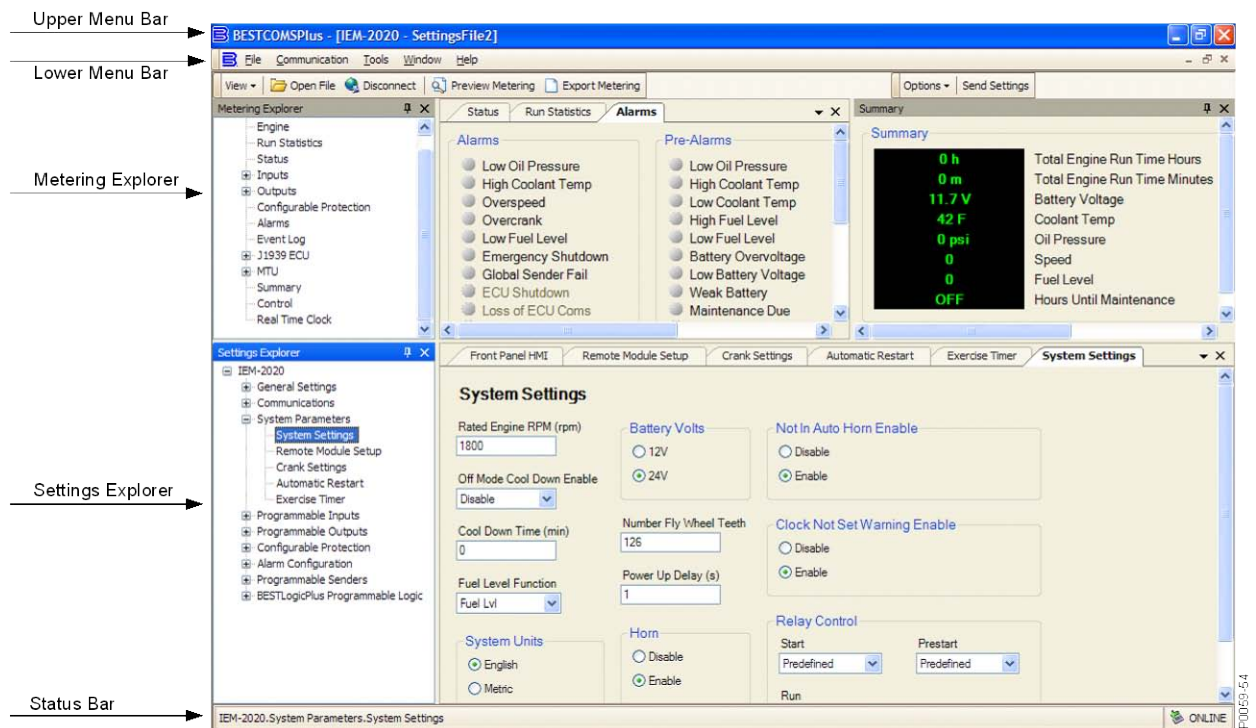 Upper Menu Bar
BESTCOMSPlus - [IEM-2020 - SettingsFile2]
Lower Menu Bar
File Communication Tools Window Help
View Open File Disconnect Preview Metering Export Metering Options Send Settings
Metering Explorer
Metering Explorer
Engine
Run Statistics
Status
Inputs
Outputs
Configurable Protection
Alarms
Event Log
J1939 ECU
MTU
Summary
Control
Real Time Clock
Status Run Statistics Alarms
Alarms
Low Oil Pressure
High Coolant Temp
Overspeed
Overcrank
Low Fuel Level
Emergency Shutdown
Global Sender Fail
ECU Shutdown
Loss of ECU Coms
Pre-Alarms
Low Oil Pressure
High Coolant Temp
Low Coolant Temp
High Fuel Level
Low Fuel Level
Battery Overvoltage
Low Battery Voltage
Weak Battery
Maintenance Due
Summary
Summary
0 h Total Engine Run Time Hours
0 m Total Engine Run Time Minutes
11.7 V Battery Voltage
42 F Coolant Temp
0 psi Oil Pressure
0 Speed
0 Fuel Level
OFF Hours Until Maintenance
Settings Explorer
Settings Explorer
IEM-2020
General Settings
Communications
System Parameters
System Settings
Remote Module Setup
Crank Settings
Automatic Restart
Exercise Timer
Programmable Inputs
Programmable Outputs
Configurable Protection
Alarm Configuration
Programmable Senders
BESTLogicPlus Programmable Logic
Front Panel HMI Remote Module Setup Crank Settings Automatic Restart Exercise Timer System Settings
System Settings
Rated Engine RPM (rpm)
1800
Off Mode Cool Down Enable
Disable
Cool Down Time (min)
0
Fuel Level Function
Fuel Lvl
System Units
English
Metric
Battery Volts
12V
24V
Number Fly Wheel Teeth
126
Power Up Delay (s)
1
Horn
Disable
Enable
Not In Auto Horn Enable
Disable
Enable
Clock Not Set Warning Enable
Disable
Enable
Relay Control
Start Prestart
Predefined Predefined
Run
Status Bar
IEM-2020.System Parameters.System Settings
ONLINE
P0059-54